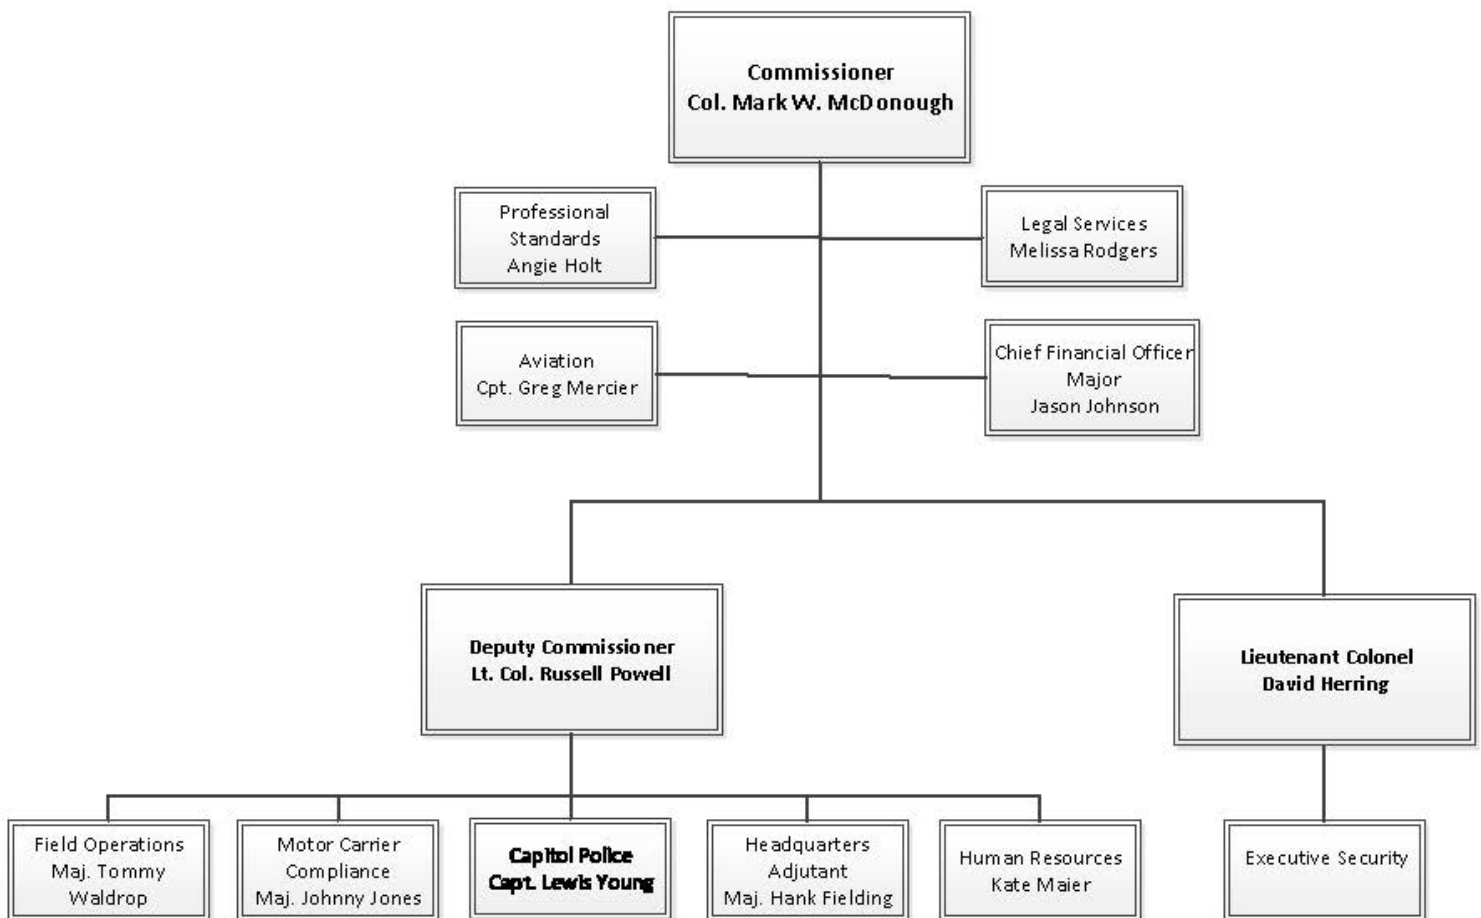 Commissioner
Col. Mark W. McDonough
Professional
Standards
Angie Holt
Legal Services
Melissa Rodgers
Aviation
Cpt. Greg Mercier
Chief Financial Officer
Major
Jason Johnson
Deputy Commissioner
Lt. Col. Russell Powell
Lieutenant Colonel
David Herring
Field Operations
Maj. Tommy
Waldrop
Motor Carrier
Compliance
Maj. Johnny Jones
Capitol Police
Capt. Lewis Young
Headquarters
Adjutant
Maj. Hank Fielding
Human Resources
Kate Maier
Executive Security